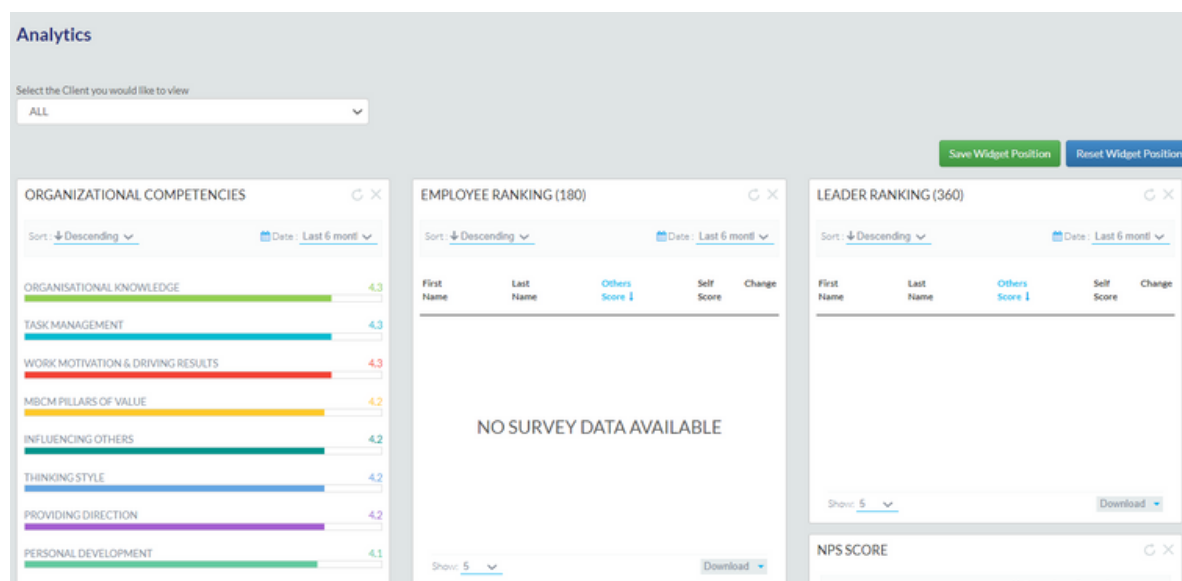 Analytics
Select the Client you would like to view
ALL
Save Widget Position
Reset Widget Position
ORGANIZATIONAL COMPETENCIES
Sort: Descending
Date: Last 6 montl
ORGANISATIONAL KNOWLEDGE 4.3
TASK MANAGEMENT 4.3
WORK MOTIVATION & DRIVING RESULTS 4.3
MBCM PILLARS OF VALUE 4.2
INFLUENCING OTHERS 4.2
THINKING STYLE 4.2
PROVIDING DIRECTION 4.2
PERSONAL DEVELOPMENT 4.1
EMPLOYEE RANKING (180)
Sort: Descending
Date: Last 6 montl
First Last Others Self Change
Name Name Score Score
NO SURVEY DATA AVAILABLE
Show: 5
Download
LEADER RANKING (360)
Sort: Descending
Date: Last 6 montl
First Last Others Self Change
Name Name Score Score
Show: 5
Download
NPS SCORE